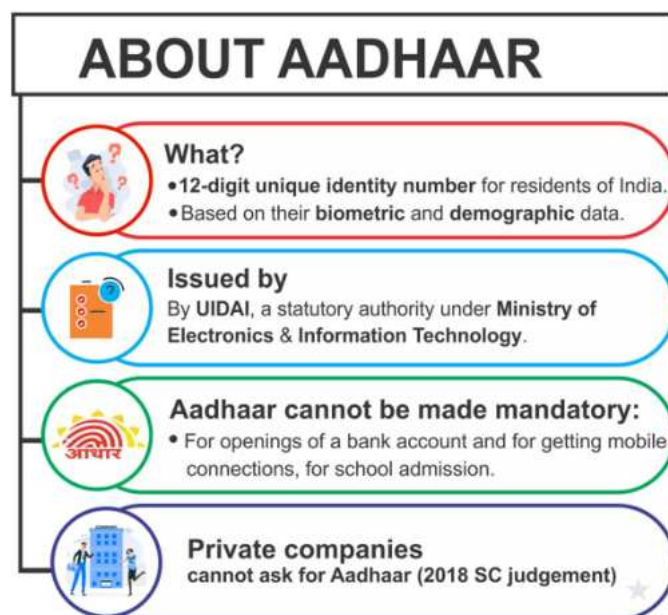 ABOUT AADHAAR
What?
•12-digit unique identity number for residents of India.
•Based on their biometric and demographic data.
Issued by
By UIDAI, a statutory authority under Ministry of
Electronics & Information Technology.
आधार
Aadhaar cannot be made mandatory:
• For openings of a bank account and for getting mobile
connections, for school admission.
Private companies
cannot ask for Aadhaar (2018 SC judgement)